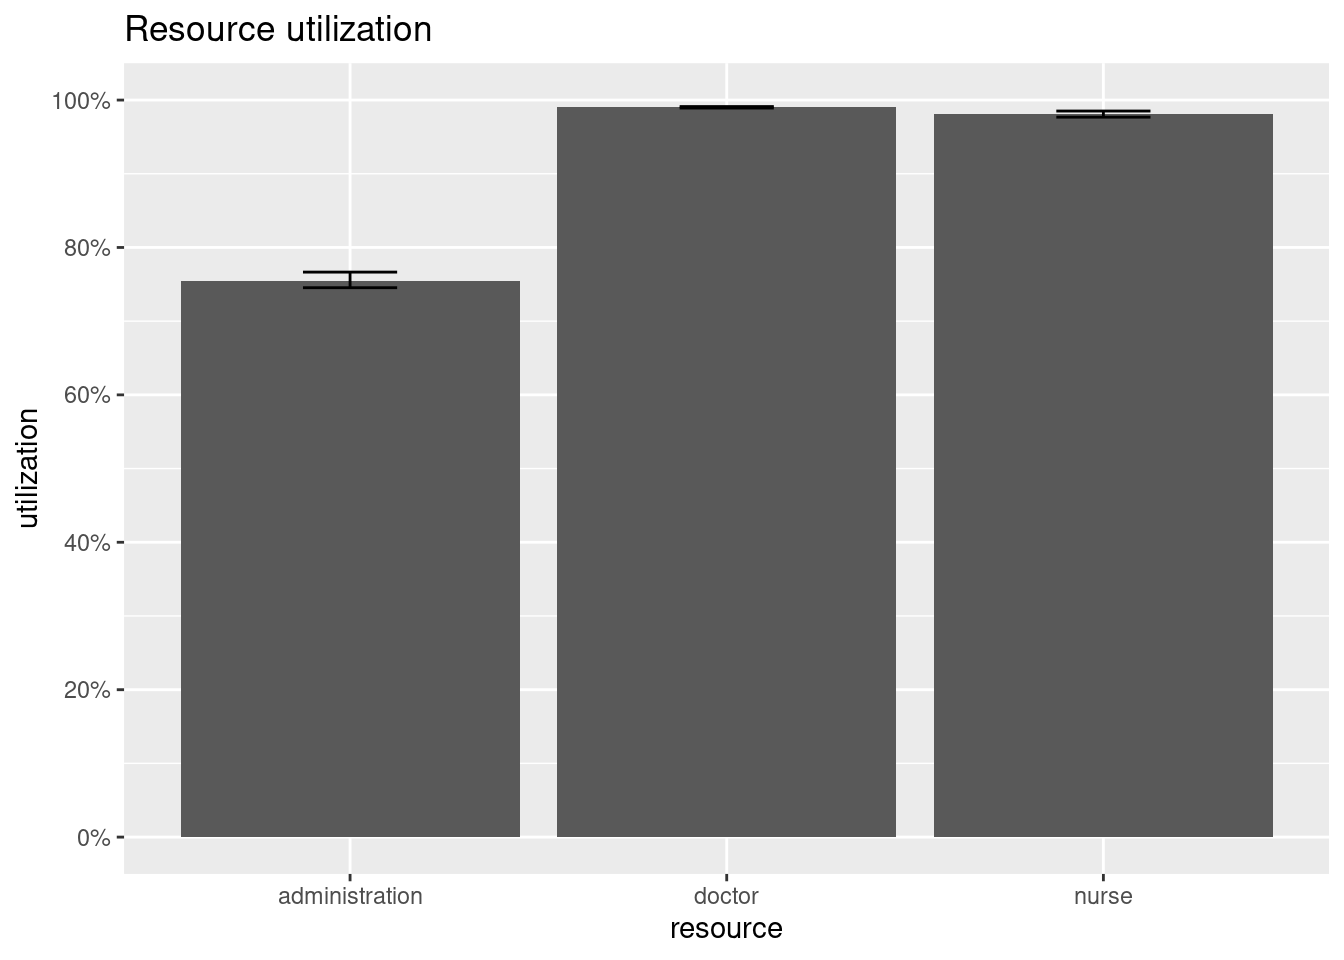 Resource utilization
100%
80%
60%
40%
20%
0%
utilization
administration
doctor
nurse
resource